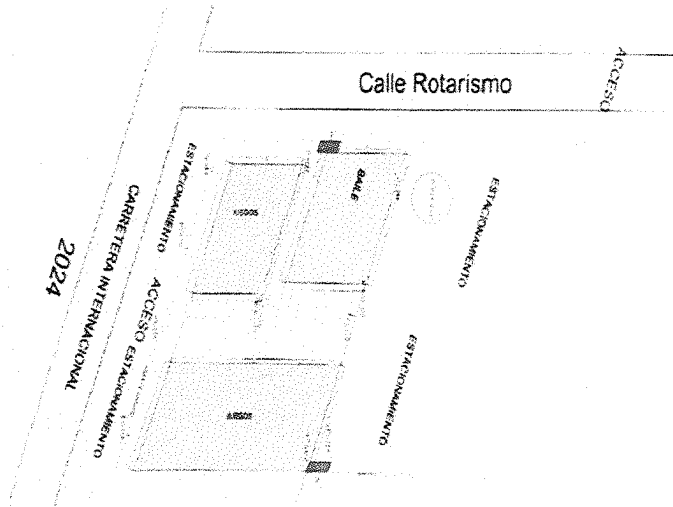 Calle Rotarismo
ACCESO
ESTACIONAMIENTO
BAILE
JUEGOS
ESTACIONAMIENTO
CARRETERA INTERNACIONAL
2024
ACCESO
ESTACIONAMIENTO
ESTACIONAMIENTO
JUEGOS